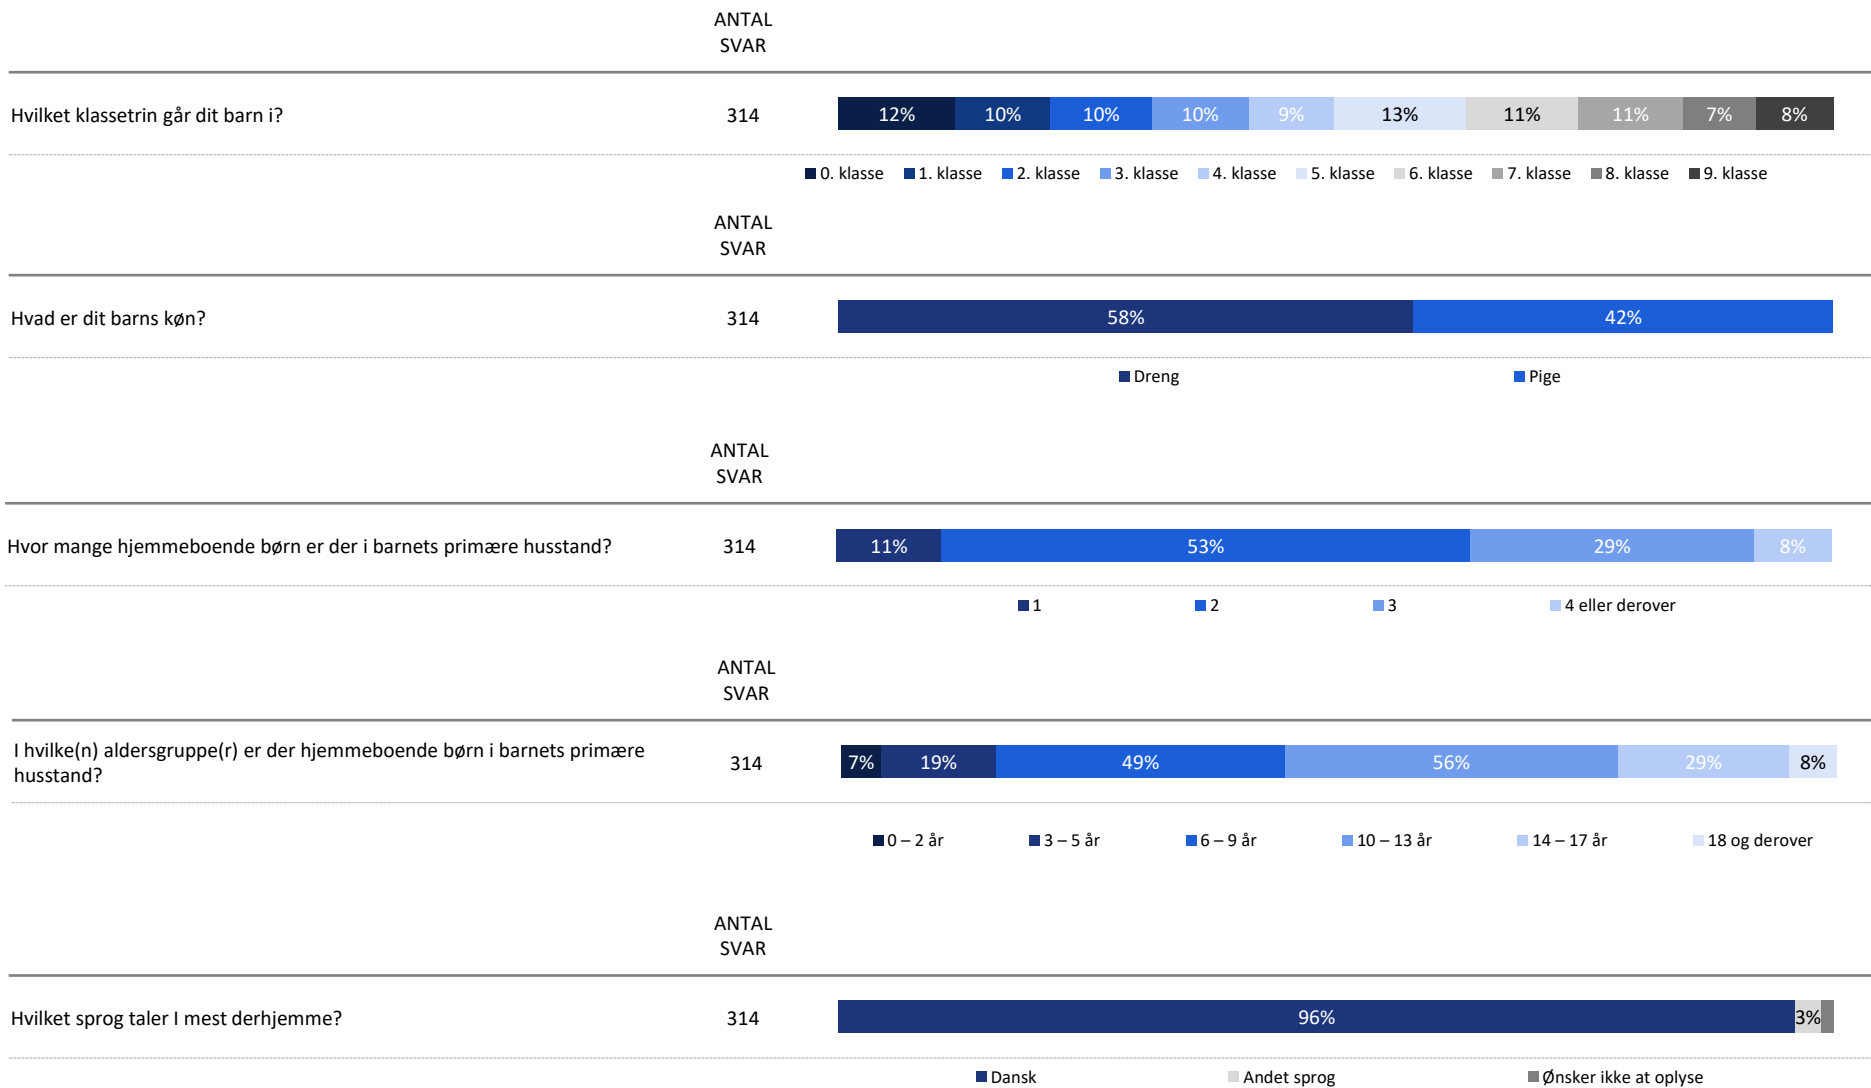 ANTAL
SVAR
Hvilket klassetrin går dit barn i?
314
12% 10% 10% 10% 9% 13% 11% 11% 7% 8%
0. klasse 1. klasse 2. klasse 3. klasse 4. klasse 5. klasse 6. klasse 7. klasse 8. klasse 9. klasse
ANTAL
SVAR
Hvad er dit barns køn?
314
58% 42%
Dreng Pige
ANTAL
SVAR
Hvor mange hjemmeboende børn er der i barnets primære husstand?
314
11% 53% 29% 8%
1 2 3 4 eller derover
ANTAL
SVAR
I hvilke(n) aldersgruppe(r) er der hjemmeboende børn i barnets primære
husstand?
314
7% 19% 49% 56% 29% 8%
0 – 2 år 3 – 5 år 6 – 9 år 10 – 13 år 14 – 17 år 18 og derover
ANTAL
SVAR
Hvilket sprog taler I mest derhjemme?
314
96% 3%
Dansk Andet sprog Ønsker ikke at oplyse